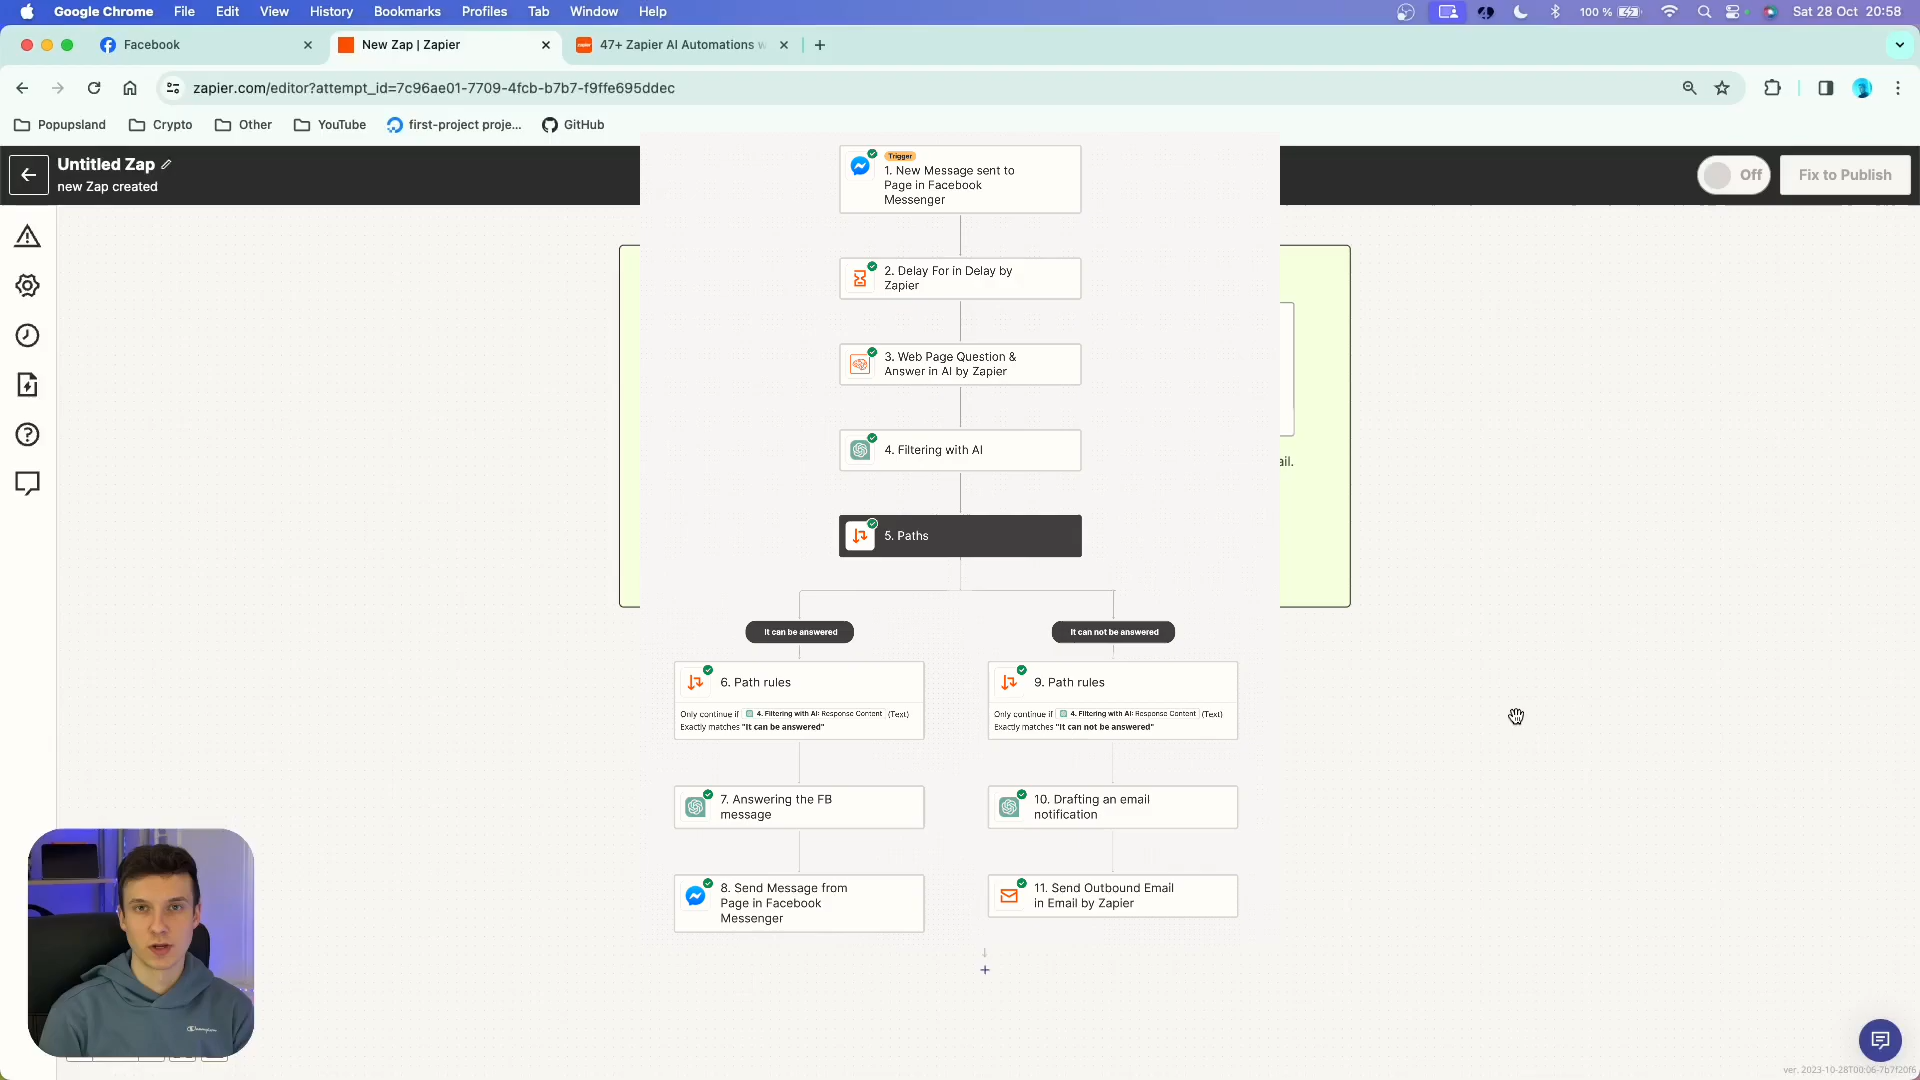 Google Chrome File Edit View History Bookmarks Profiles Tab Window Help 100 % Sat 28 Oct 20:58
Facebook
New Zap | Zapier
47+ Zapier AI Automations
zapier.com/editor?attempt_id=7c96ae01-7709-4fcb-b7b7-f9ffe695ddec
Popupsland Crypto Other YouTube first-project proje... GitHub
Untitled Zap
new Zap created
Off
Fix to Publish
Trigger
1. New Message sent to
Page in Facebook
Messenger
2. Delay For in Delay by
Zapier
3. Web Page Question &
Answer in AI by Zapier
4. Filtering with AI
ail.
5. Paths
It can be answered
It can not be answered
6. Path rules
Only continue if 4. Filtering with AI: Response Content (Text)
Exactly matches "It can be answered"
9. Path rules
Only continue if 4. Filtering with AI: Response Content (Text)
Exactly matches "It can not be answered"
7. Answering the FB
message
10. Drafting an email
notification
8. Send Message from
Page in Facebook
Messenger
11. Send Outbound Email
in Email by Zapier
Champion
ver. 2023-10-28T00:06-7b7f20f6